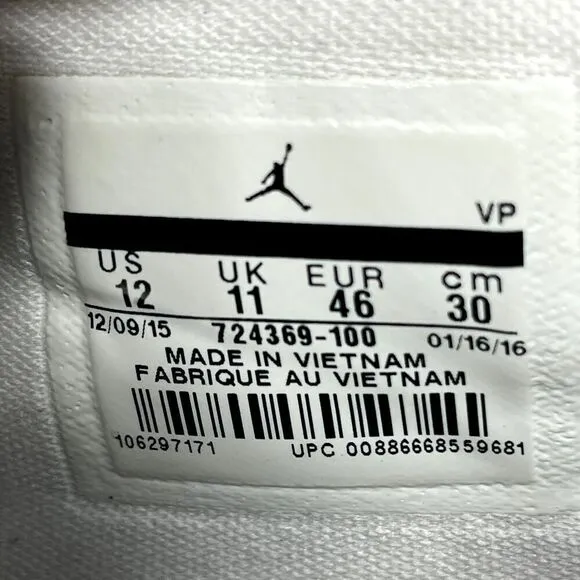 VP
US UK EUR cm
12 11 46 30
12/09/15 724369-100 01/16/16
MADE IN VIETNAM
FABRIQUE AU VIETNAM
106297171 UPC 00886668559681